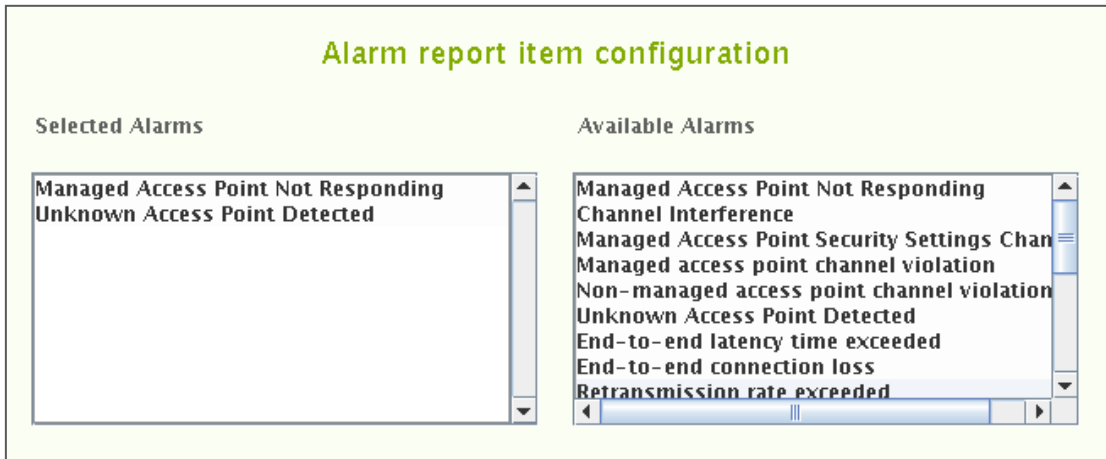 Alarm report item configuration
Selected Alarms
Available Alarms
Managed Access Point Not Responding
Unknown Access Point Detected
Managed Access Point Not Responding
Channel Interference
Managed Access Point Security Settings Chan
Managed access point channel violation
Non-managed access point channel violation
Unknown Access Point Detected
End-to-end latency time exceeded
End-to-end connection loss
Retransmission rate exceeded